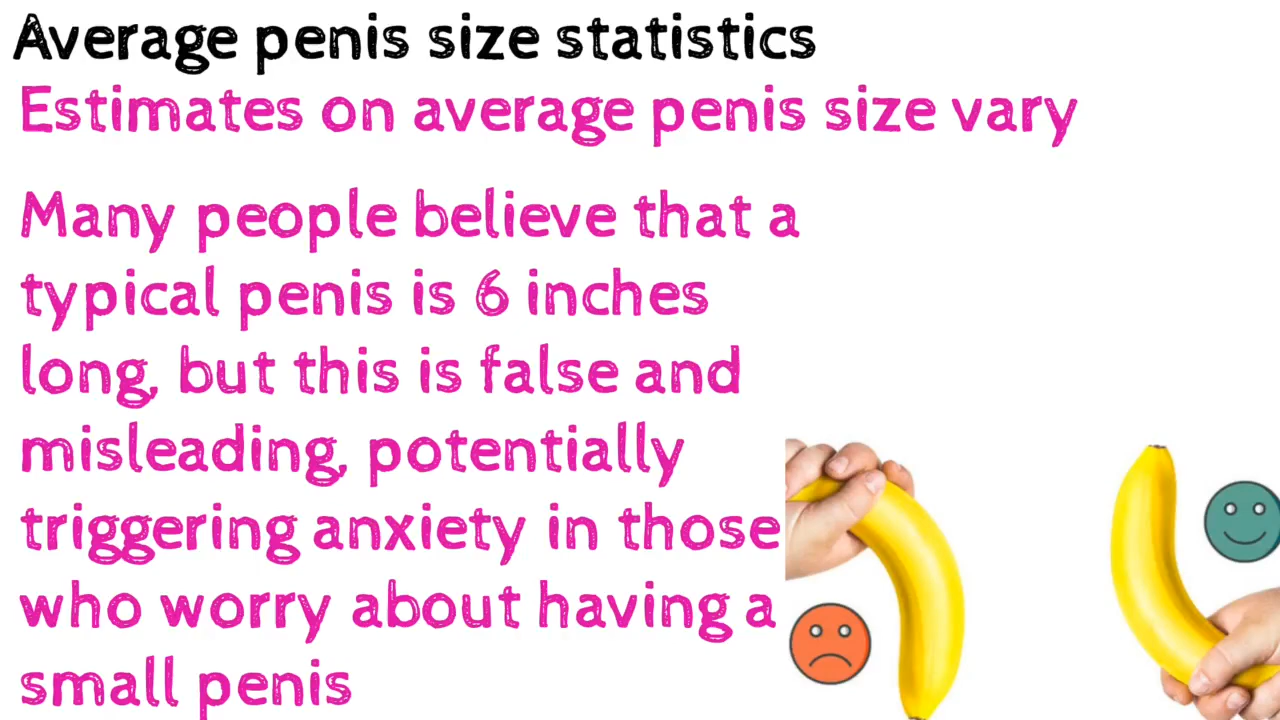 Average penis size statistics
Estimates on average penis size vary
Many people believe that a
typical penis is 6 inches
long, but this is false and
misleading, potentially
triggering anxiety in those
who worry about having a
small penis